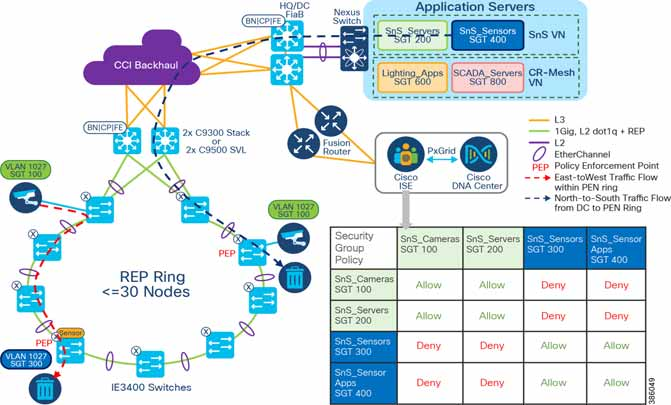 HQ/DC
FiaB
BN|CP|FE
Nexus
Switch
Application Servers
SnS_Servers
SGT 200
SnS_Sensors
SGT 400
SnS VN
Lighting_Apps
SGT 600
SCADA_Servers
SGT 800
CR-Mesh
VN
CCI Backhaul
BN|CP|FE
2x C9300 Stack
or
2x C9500 SVL
Fusion
Router
PxGrid
Cisco
ISE
Cisco
DNA Center
L3
1Gig, L2 dot1q + REP
L2
EtherChannel
PEP Policy Enforcement Point
East-toWest Traffic Flow
within PEN ring
North-to-South Traffic Flow
from DC to PEN Ring
VLAN 1027
SGT 100
VLAN 1027
SGT 100
X
X
X
X
X
X
X
PEP
REP Ring
<=30 Nodes
PEP
Sensor
VLAN 1027
SGT 300
IE3400 Switches
Security
Group
Policy
SnS_Cameras
SGT 100
SnS_Servers
SGT 200
SnS_Sensors
SGT 300
SnS_Sensor
Apps
SGT 400
SnS_Cameras
SGT 100
Allow
Allow
Deny
Deny
SnS_Servers
SGT 200
Allow
Allow
Deny
Deny
SnS_Sensors
SGT 300
Deny
Deny
Allow
Allow
SnS_Sensor
Apps
SGT 400
Deny
Deny
Allow
Allow
386049